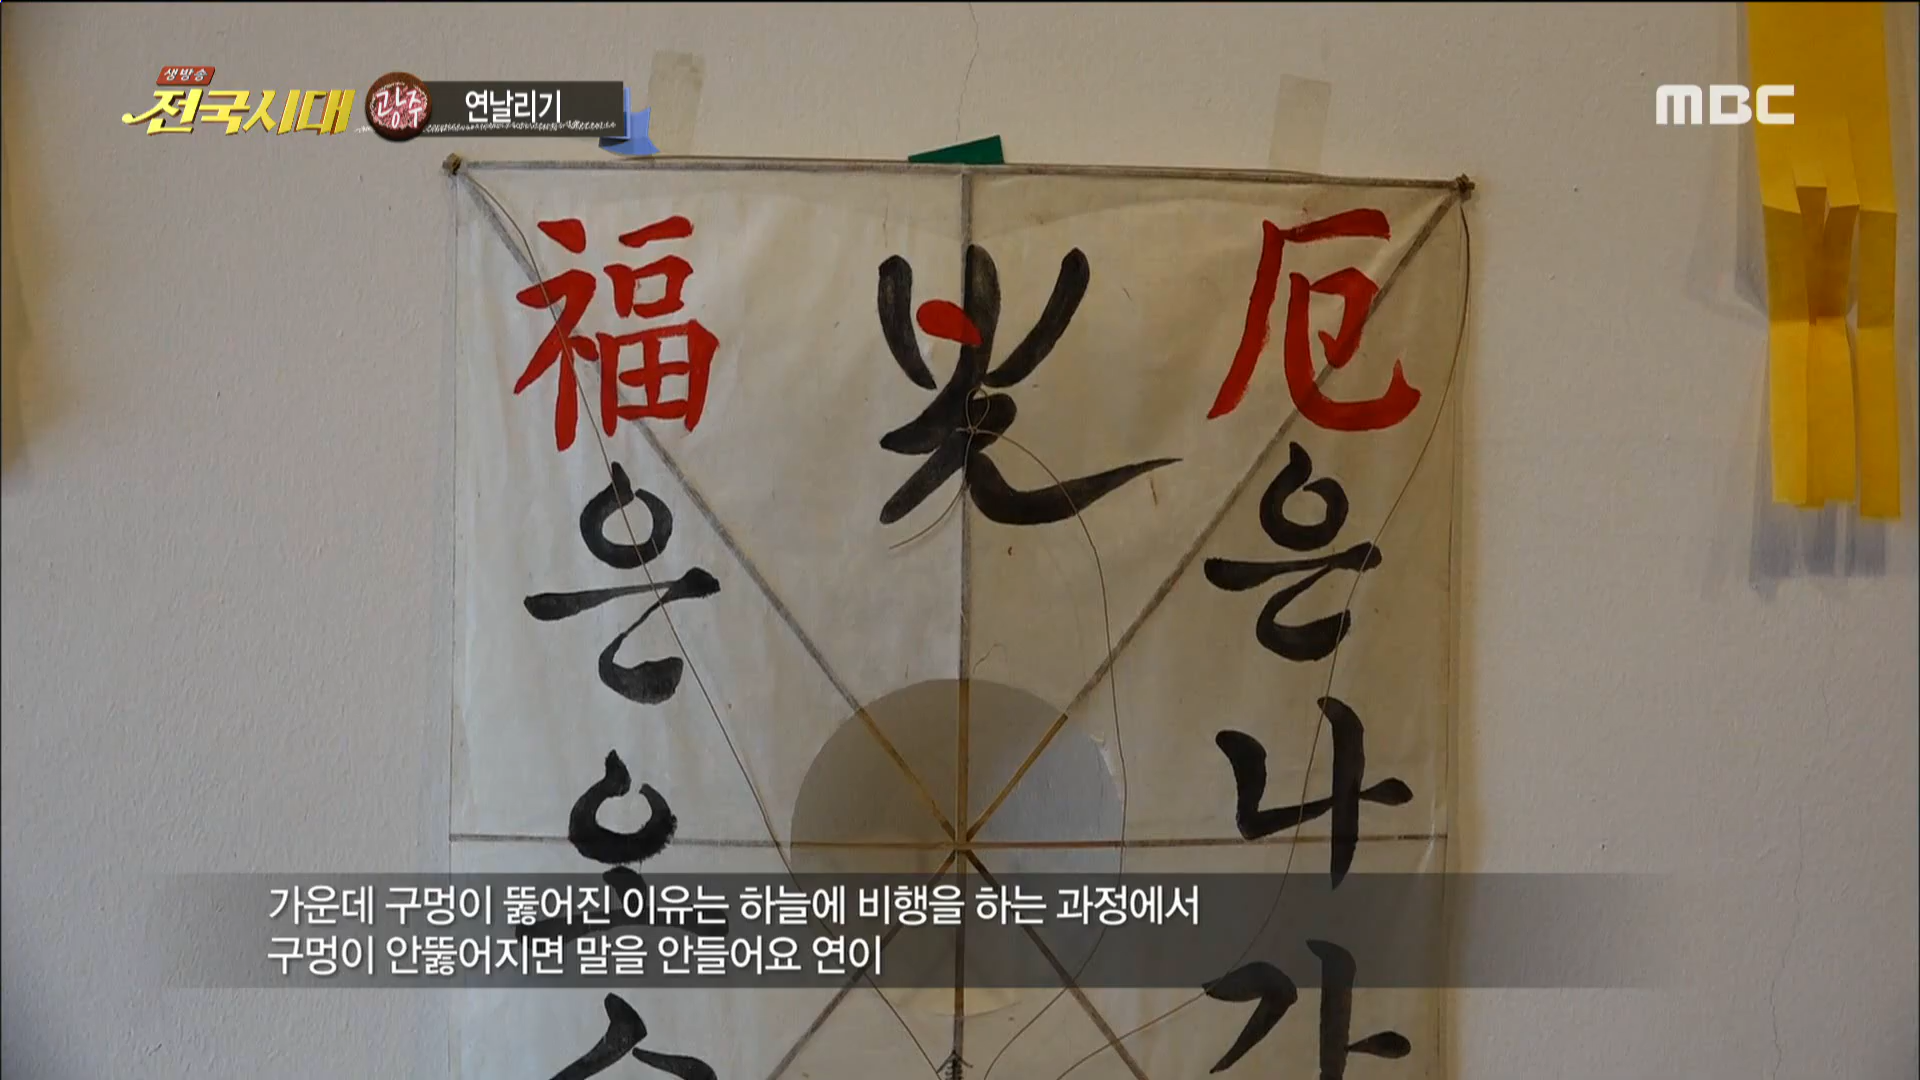 생방송
전국시대
광주
연날리기
MBC
福은오소
光
厄은나가
가운데 구멍이 뚫어진 이유는 하늘에 비행을 하는 과정에서
구멍이 안뚫어지면 말을 안들어요 연이